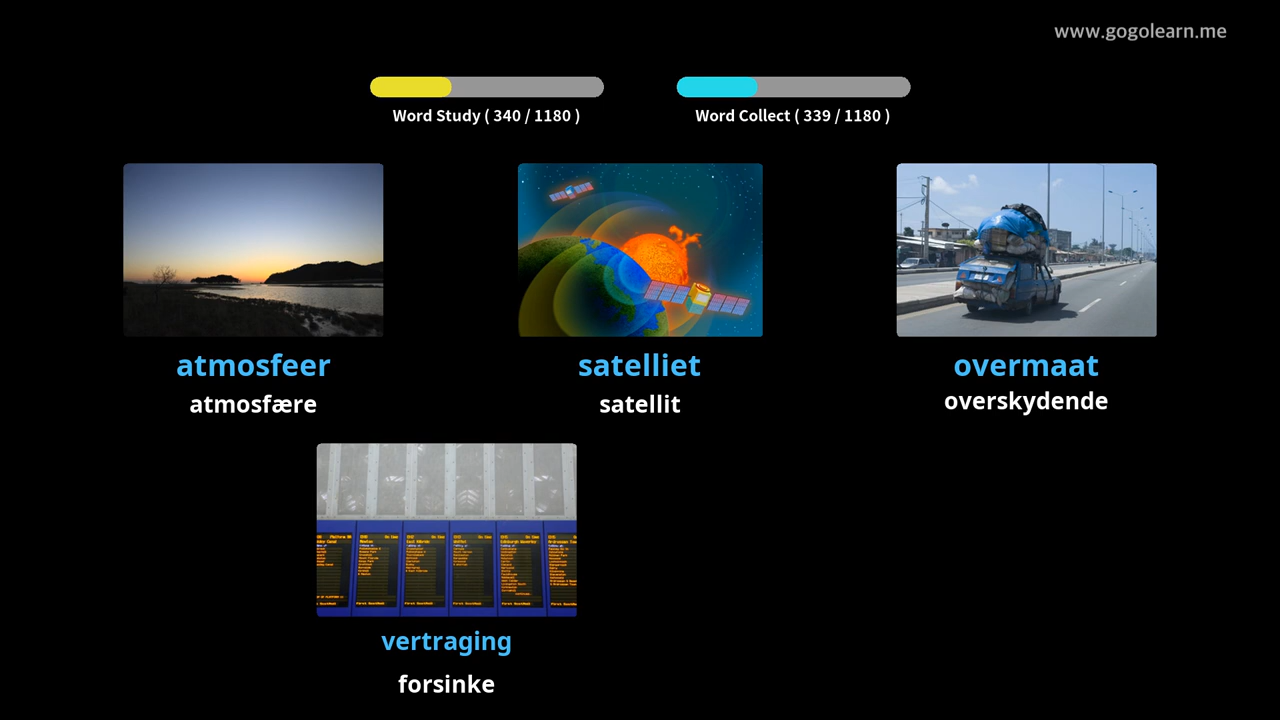 www.gogolearn.me
Word Study ( 340 / 1180 )
Word Collect ( 339 / 1180 )
atmosfeer
atmosfære
satelliet
satellit
overmaat
overskydende
vertraging
forsinke